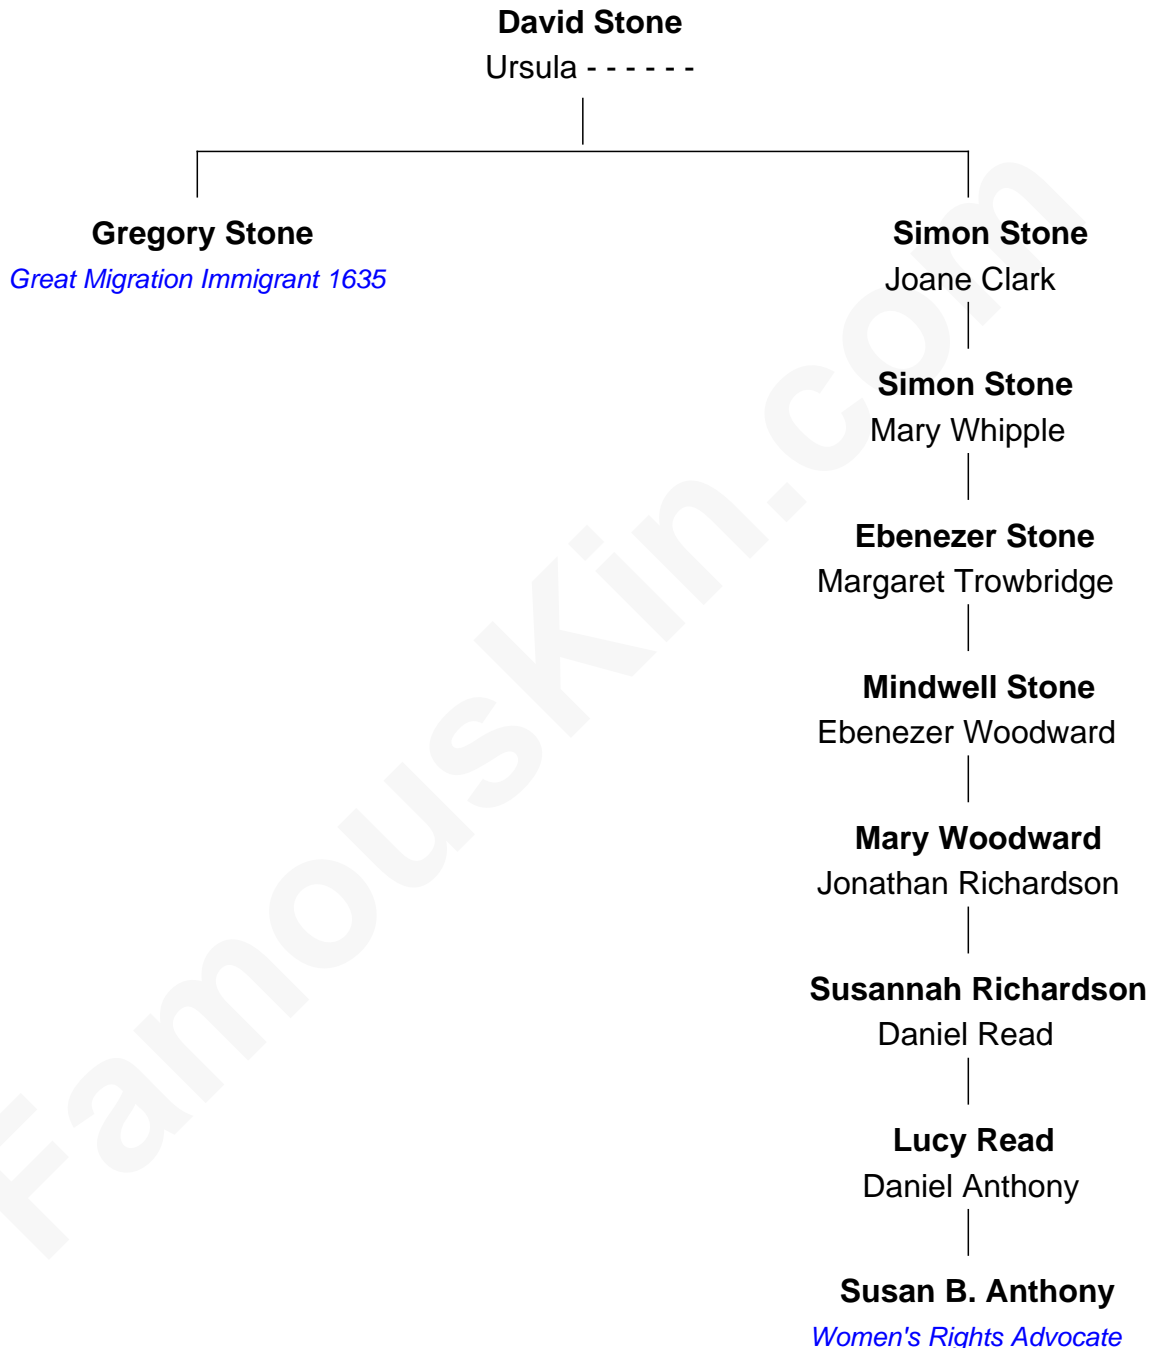 David Stone
Ursula - - - - - -
Gregory Stone
Great Migration Immigrant 1635
Simon Stone
Joane Clark
Simon Stone
Mary Whipple
Ebenezer Stone
Margaret Trowbridge
Mindwell Stone
Ebenezer Woodward
Mary Woodward
Jonathan Richardson
Susannah Richardson
Daniel Read
Lucy Read
Daniel Anthony
Susan B. Anthony
Women's Rights Advocate
FamousKin.com